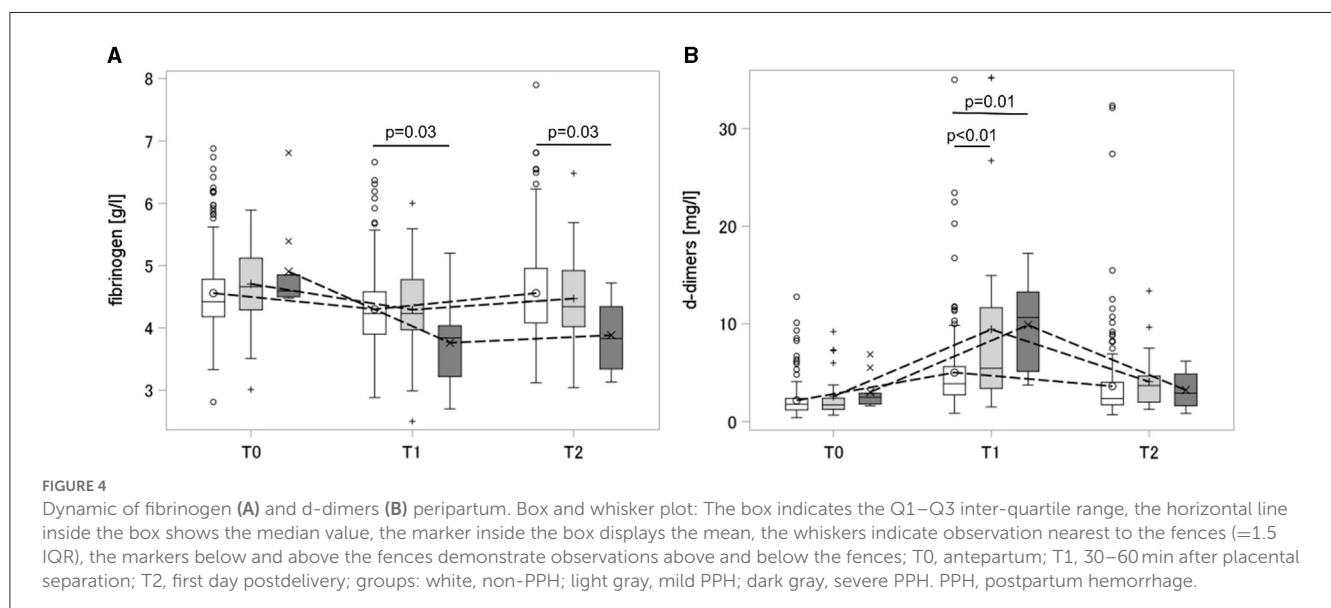 A
fibrinogen [g/l]
8
7
6
5
4
3
p=0.03
p=0.03
T0
T1
T2
B
d-dimers [mg/l]
30
20
10
0
p=0.01
p<0.01
T0
T1
T2
FIGURE 4
Dynamic of fibrinogen (A) and d-dimers (B) peripartum. Box and whisker plot: The box indicates the Q1–Q3 inter-quartile range, the horizontal line
inside the box shows the median value, the marker inside the box displays the mean, the whiskers indicate observation nearest to the fences (=1.5
IQR), the markers below and above the fences demonstrate observations above and below the fences; T0, antepartum; T1, 30–60 min after placental
separation; T2, first day postdelivery; groups: white, non-PPH; light gray, mild PPH; dark gray, severe PPH. PPH, postpartum hemorrhage.